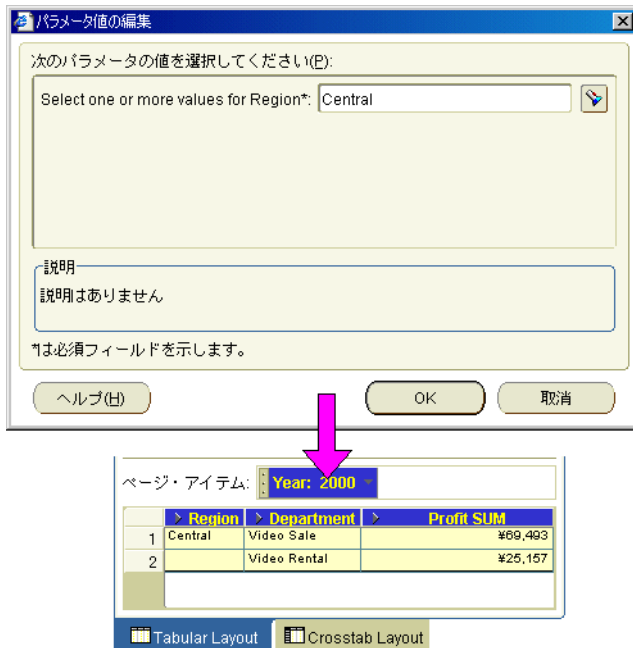 パラメータ値の編集
次のパラメータの値を選択してください(P):
Select one or more values for Region*: Central
説明
説明はありません
*は必須フィールドを示します。
ヘルプ(H) OK 取消
ページ・アイテム: Year: 2000
Region Department Profit SUM
1 Central Video Sale ¥69,493
2 Video Rental ¥25,157
Tabular Layout Crosstab Layout